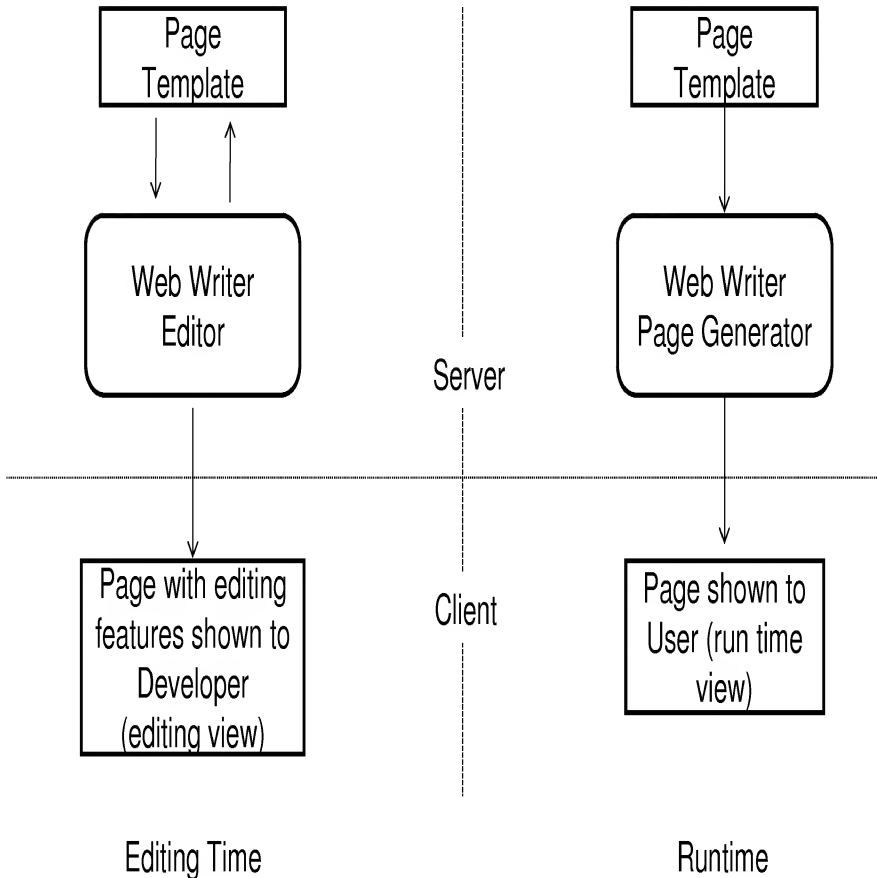 Page
Template
Page
Template
Web Writer
Editor
Web Writer
Page Generator
Server
Page with editing
features shown to
Developer
(editing view)
Client
Page shown to
User (run time
view)
Editing Time
Runtime